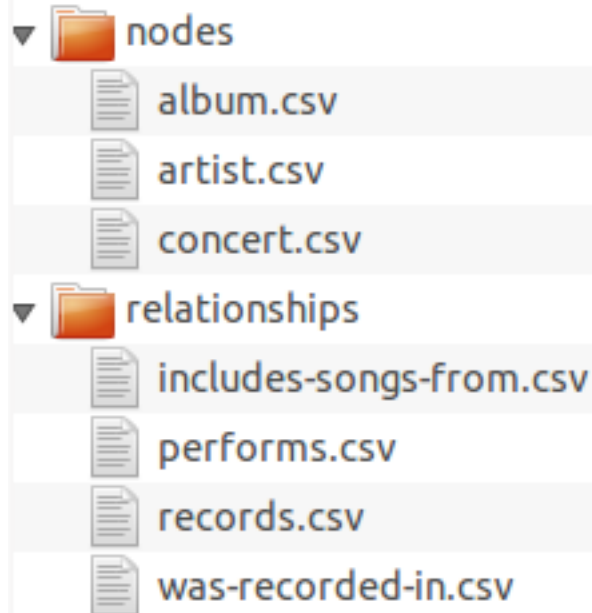 nodes
album.csv
artist.csv
concert.csv
relationships
includes-songs-from.csv
performs.csv
records.csv
was-recorded-in.csv